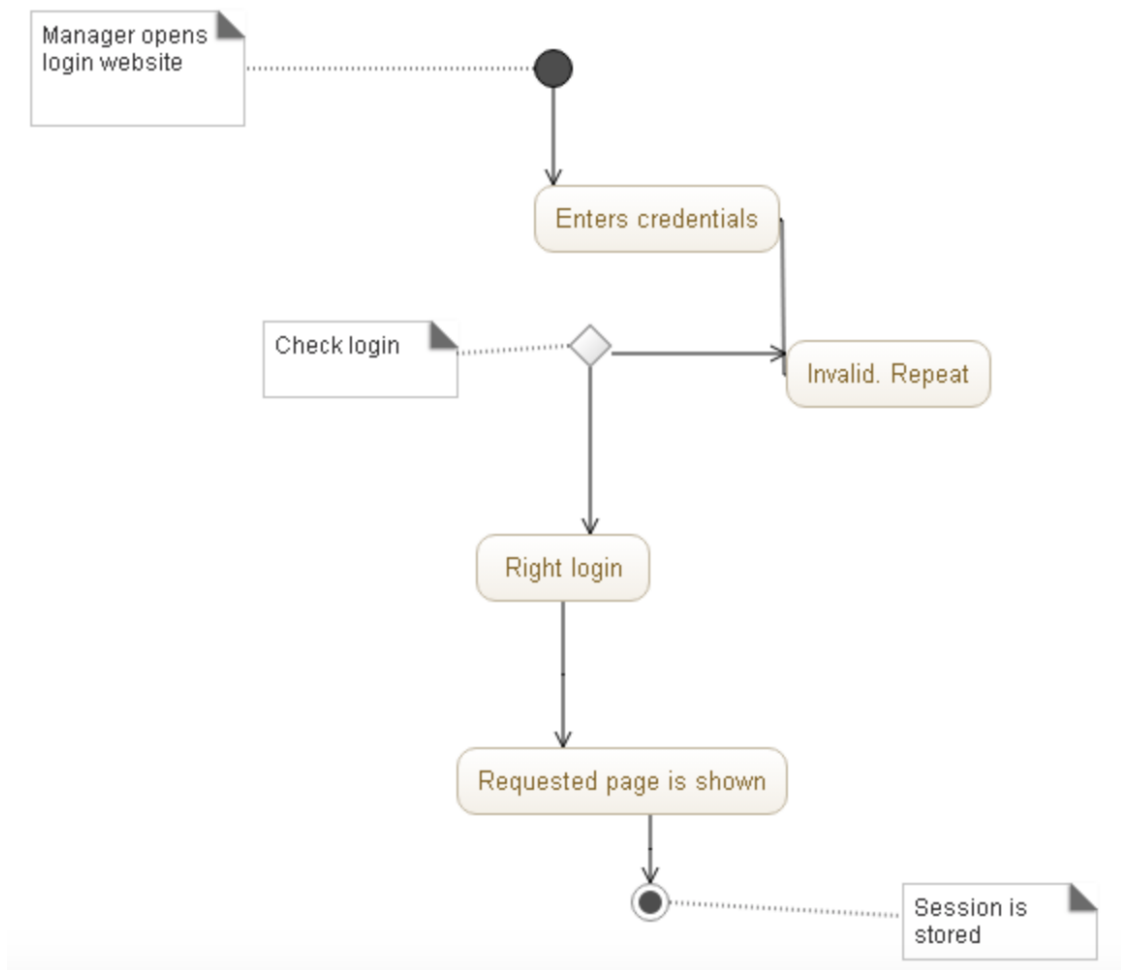 Manager opens
login website
Enters credentials
Check login
Invalid. Repeat
Right login
Requested page is shown
Session is
stored